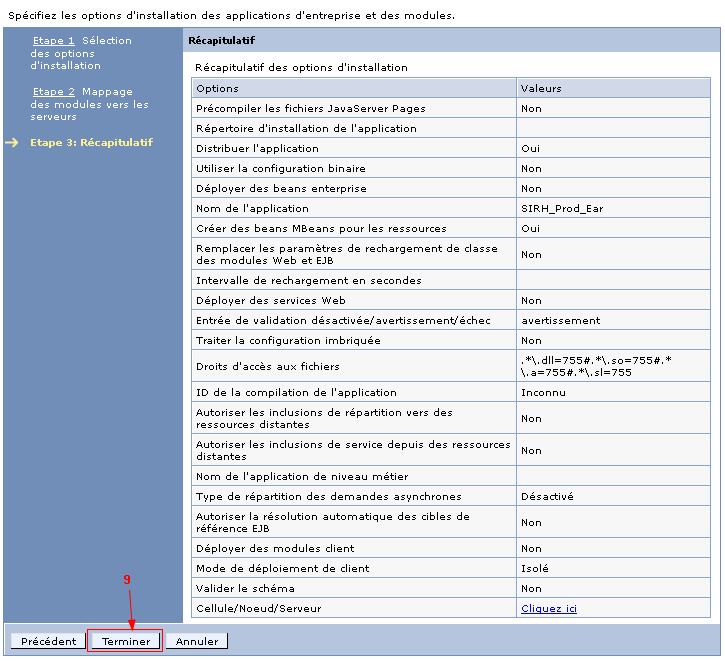 Spécifiez les options d'installation des applications d'entreprise et des modules.
Etape 1 Sélection
des options
d'installation
Etape 2 Mappage
des modules vers les
serveurs
Etape 3: Récapitulatif
Récapitulatif
Récapitulatif des options d'installation
Options Valeurs
Précompiler les fichiers JavaServer Pages Non
Répertoire d'installation de l'application
Distribuer l'application Oui
Utiliser la configuration binaire Non
Déployer des beans enterprise Non
Nom de l'application SIRH_Prod_Ear
Créer des beans MBeans pour les ressources Oui
Remplacer les paramètres de rechargement de classe
des modules Web et EJB Non
Intervalle de rechargement en secondes
Déployer des services Web Non
Entrée de validation désactivée/avertissement/échec avertissement
Traiter la configuration imbriquée Non
Droits d'accès aux fichiers .*\.dll=755#.*\.so=755#.*
\.a=755#.*\.sl=755
ID de la compilation de l'application Inconnu
Autoriser les inclusions de répartition vers des
ressources distantes Non
Autoriser les inclusions de service depuis des ressources
distantes Non
Nom de l'application de niveau métier
Type de répartition des demandes asynchrones Désactivé
Autoriser la résolution automatique des cibles de
référence EJB Non
Déployer des modules client Non
Mode de déploiement de client Isolé
Valider le schéma Non
Cellule/Noeud/Serveur Cliquez ici
9
Précédent Terminer Annuler